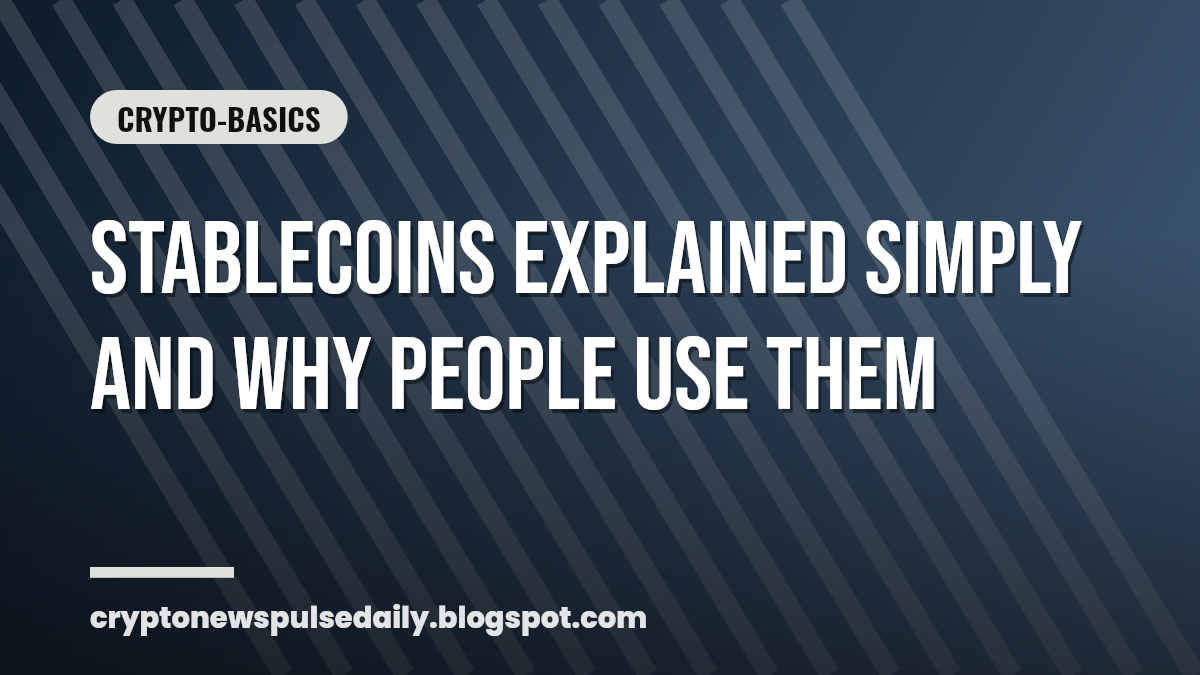 CRYPTO-BASICS
STABLECOINS EXPLAINED SIMPLY
AND WHY PEOPLE USE THEM
cryptonewspulsedaily.blogspot.com